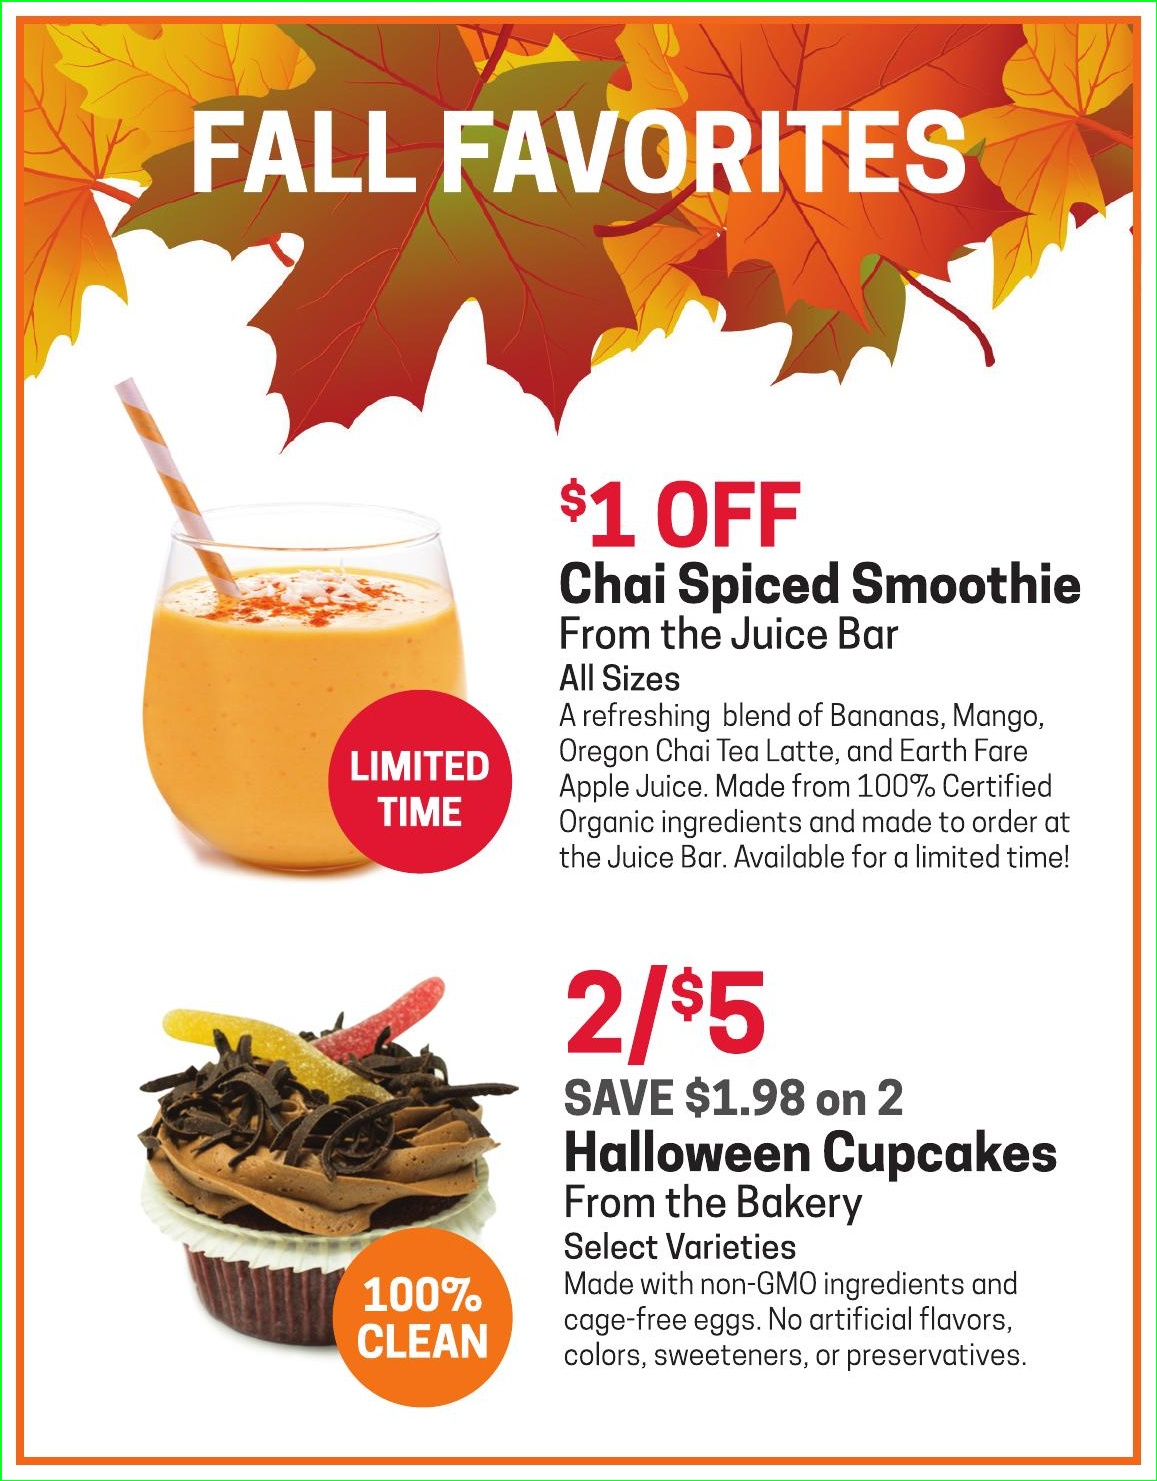 FALL FAVORITES
$1 OFF
Chai Spiced Smoothie
From the Juice Bar
All Sizes
A refreshing blend of Bananas, Mango,
Oregon Chai Tea Latte, and Earth Fare
Apple Juice. Made from 100% Certified
Organic ingredients and made to order at
the Juice Bar. Available for a limited time!
LIMITED
TIME
2/$5
SAVE $1.98 on 2
Halloween Cupcakes
From the Bakery
Select Varieties
Made with non-GMO ingredients and
cage-free eggs. No artificial flavors,
colors, sweeteners, or preservatives.
100%
CLEAN